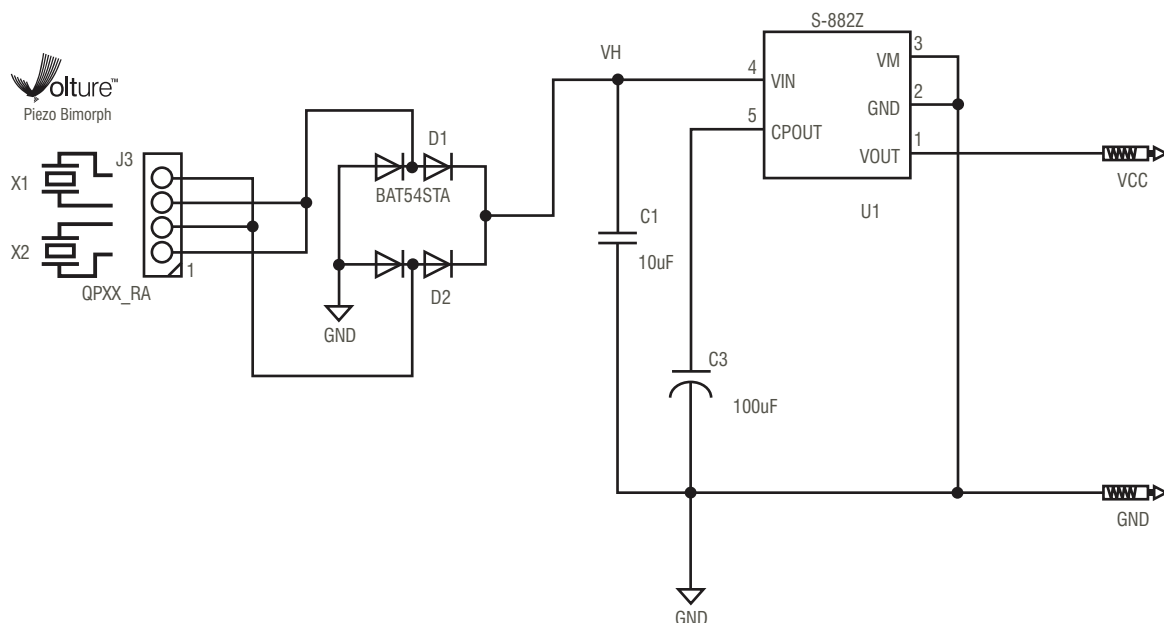 S-882Z
olture™
Piezo Bimorph
X1
X2
J3
1
QPXX_RA
D1
BAT54STA
D2
GND
VH
C1
10uF
C3
100uF
GND
4
VIN
5
CPOUT
VM
3
GND
2
VOUT
1
U1
VCC
GND